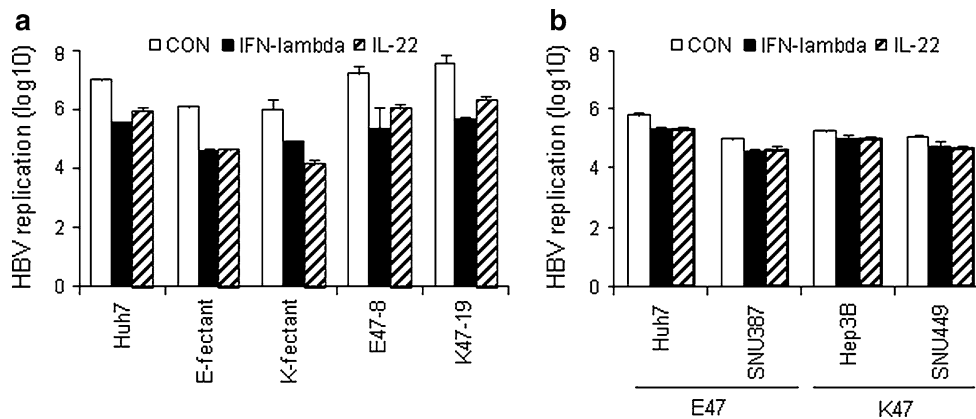 a
CON IFN-lambda IL-22
HBV replication (log10)
8
6
4
2
0
Huh7
E-fectant
K-fectant
E47-8
K47-19
b
CON IFN-lambda IL-22
HBV replication (log10)
8
6
4
2
0
Huh7
SNU387
Hep3B
SNU449
E47
K47